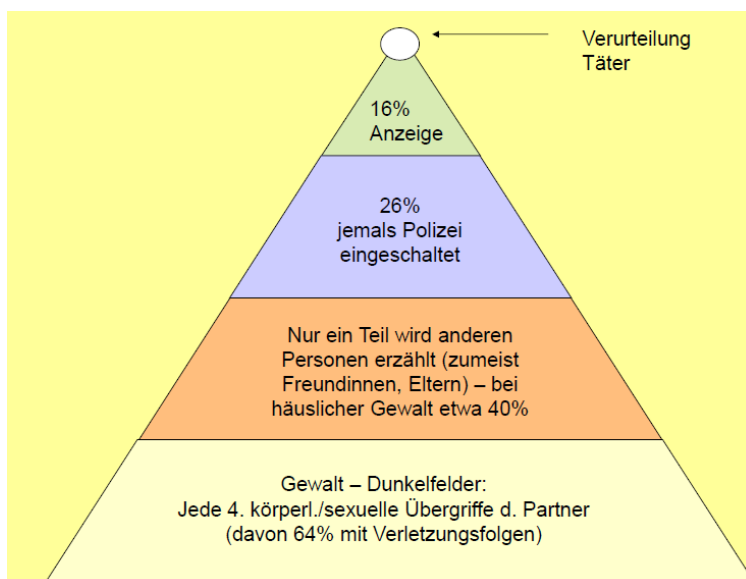 Verurteilung
Täter
16%
Anzeige
26%
jemals Polizei
eingeschaltet
Nur ein Teil wird anderen
Personen erzählt (zumeist
Freundinnen, Eltern) – bei
häuslicher Gewalt etwa 40%
Gewalt – Dunkelfelder:
Jede 4. körperl./sexuelle Übergriffe d. Partner
(davon 64% mit Verletzungsfolgen)